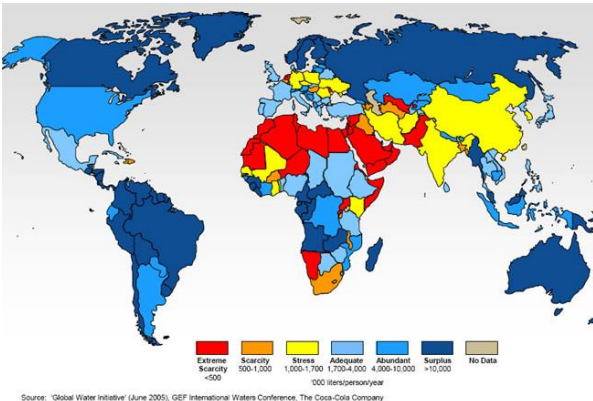 Extreme Scarcity <500
Scarcity 500-1,000
Stress 1,000-1,700
Adequate 1,700-4,000
Abundant 4,000-10,000
Surplus >10,000
No Data
'000 liters/person/year
Source: 'Global Water Initiative' (June 2005), GEF International Waters Conference, The Coca-Cola Company